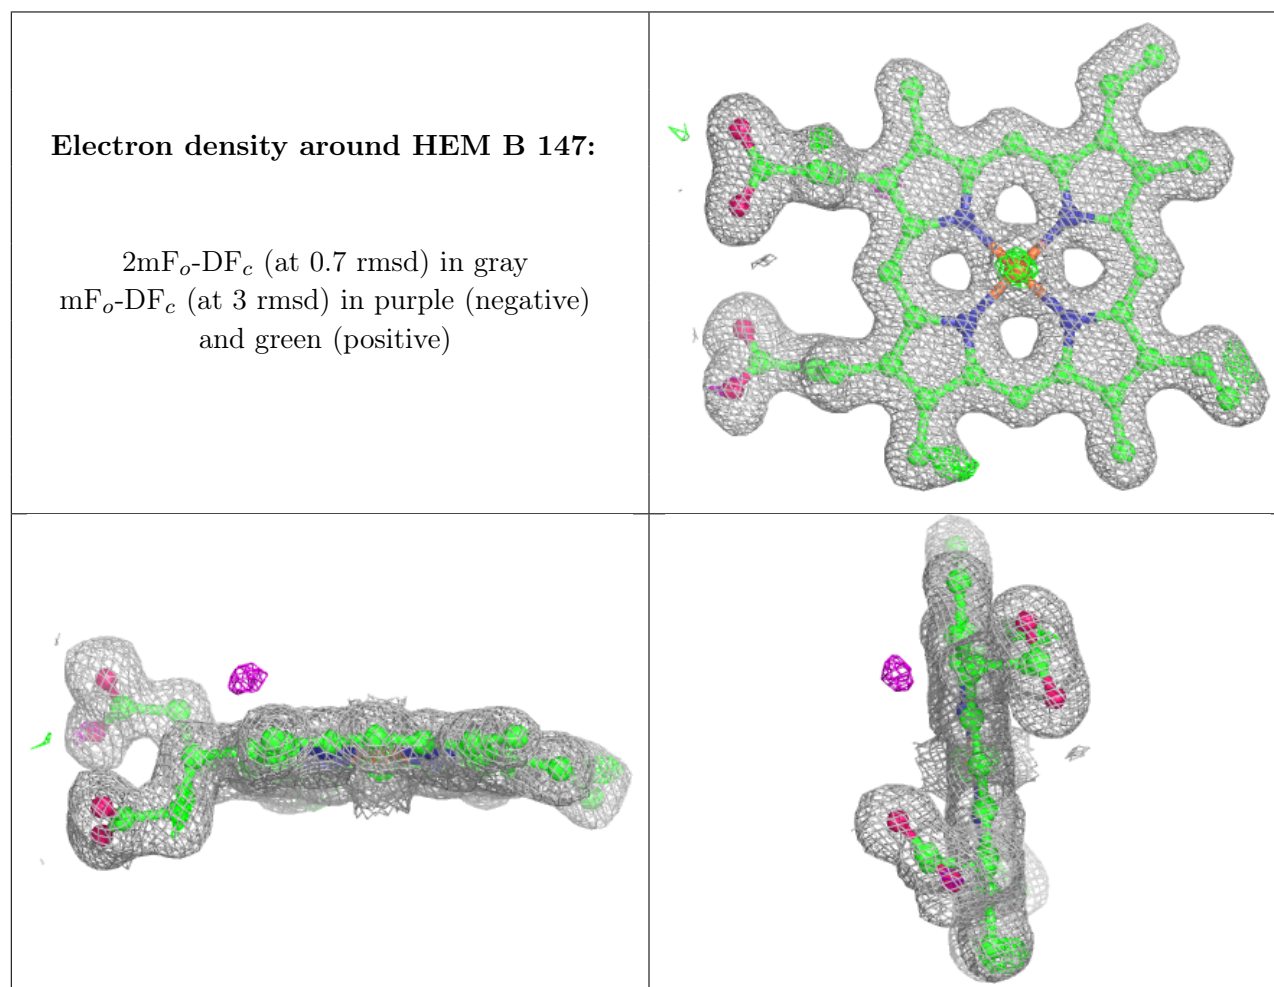 Electron density around HEM B 147:
2mFo-DFc (at 0.7 rmsd) in gray
mFo-DFc (at 3 rmsd) in purple (negative)
and green (positive)